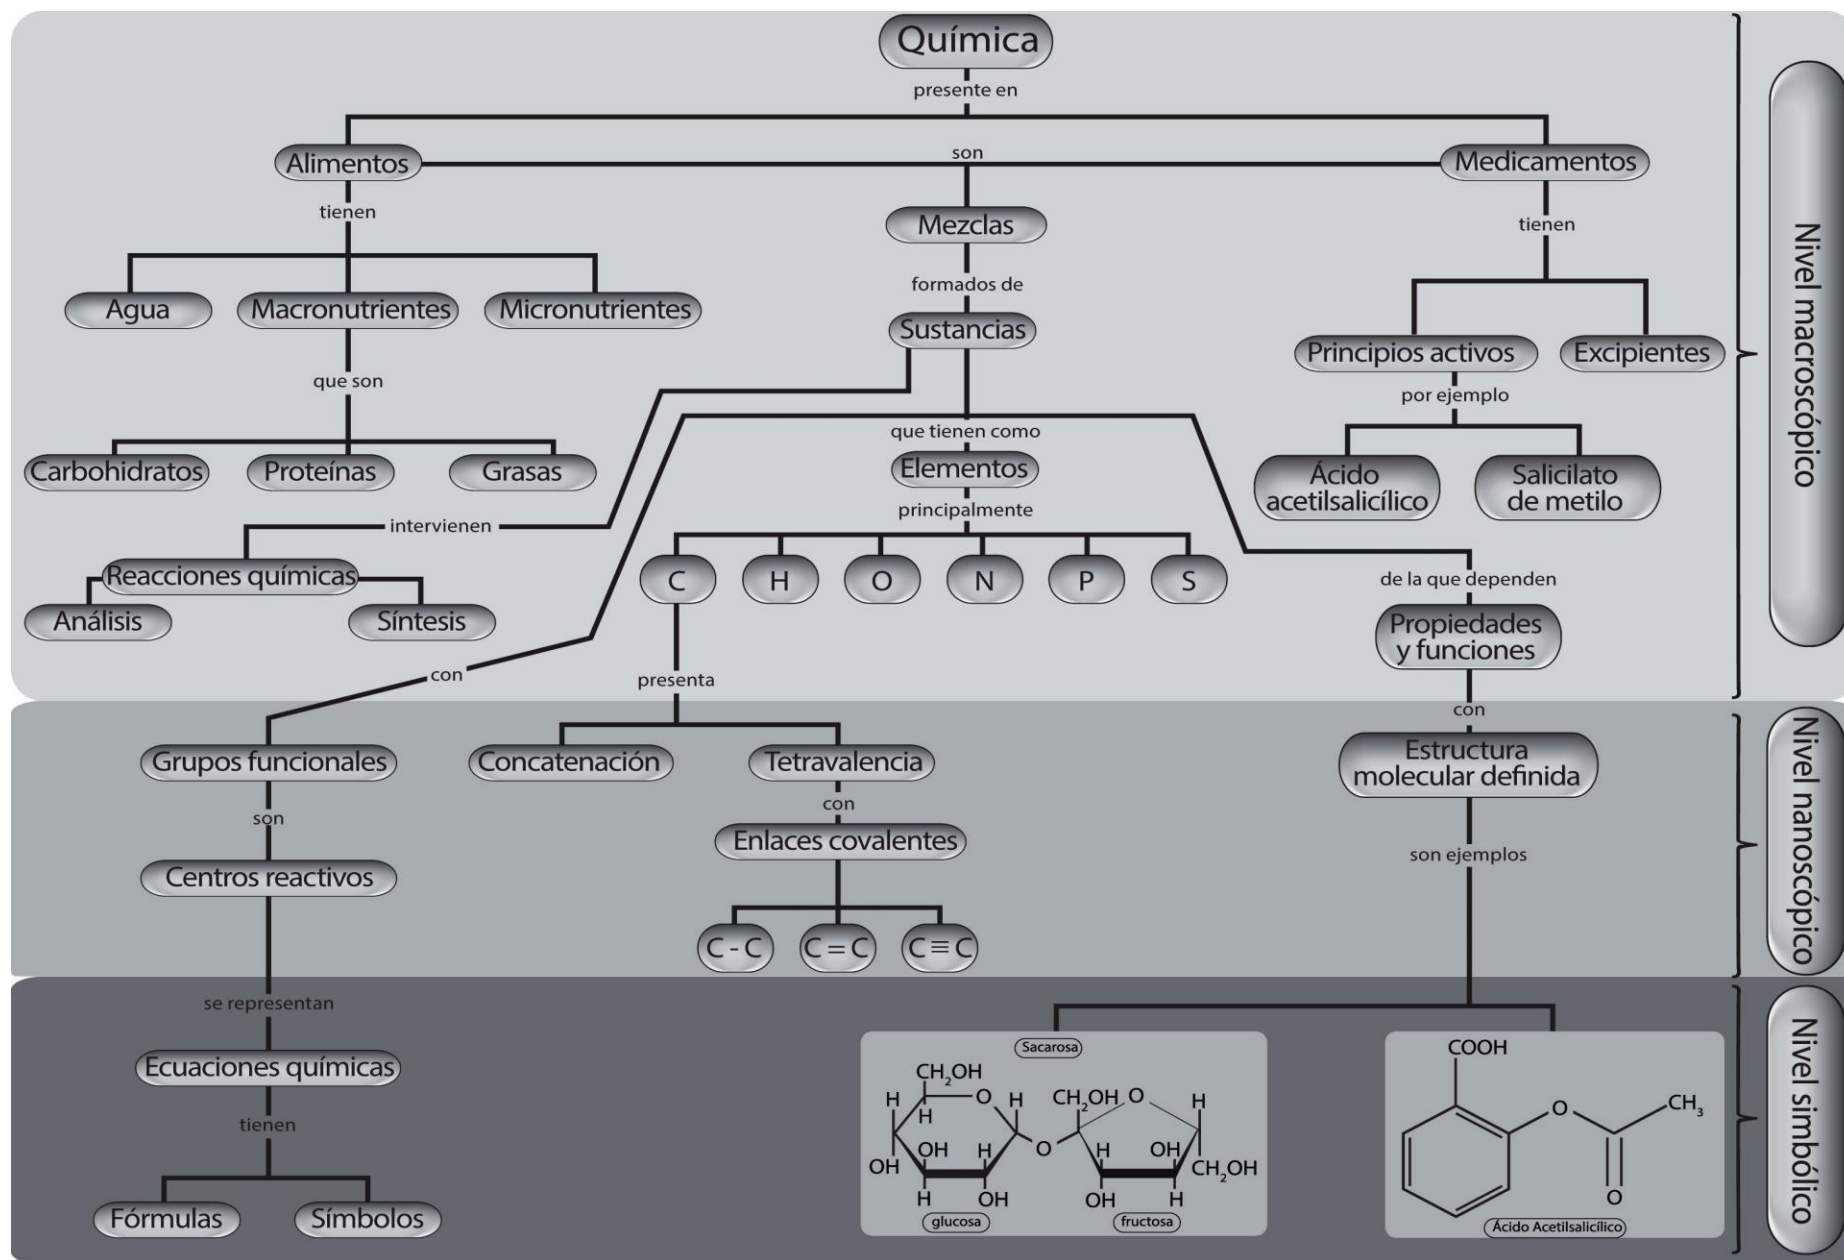 Química
presente en
Alimentos
son
Medicamentos
tienen
Mezclas
tienen
Agua
Macronutrientes
Micronutrientes
formados de
Sustancias
Principios activos
Excipientes
que son
por ejemplo
que tienen como
Carbohidratos
Proteínas
Grasas
Elementos
Ácido
acetilsalicílico
Salicilato
de metilo
principalmente
intervienen
Reacciones químicas
C
H
O
N
P
S
de la que dependen
Análisis
Síntesis
Propiedades
y funciones
con
presenta
Nivel macroscópico
con
Grupos funcionales
Concatenación
Tetravalencia
Estructura
molecular definida
son
con
Enlaces covalentes
son ejemplos
Centros reactivos
C - C
C = C
C ≡ C
Nivel nanoscópico
se representan
Ecuaciones químicas
tienen
Fórmulas
Símbolos
Sacarosa
CH₂OH
H
O
H
H
OH
OH
H
H
OH
O
CH₂OH
O
H
H
OH
OH
H
CH₂OH
glucosa
fructosa
COOH
O
CH₃
O
Ácido Acetilsalicílico
Nivel simbólico